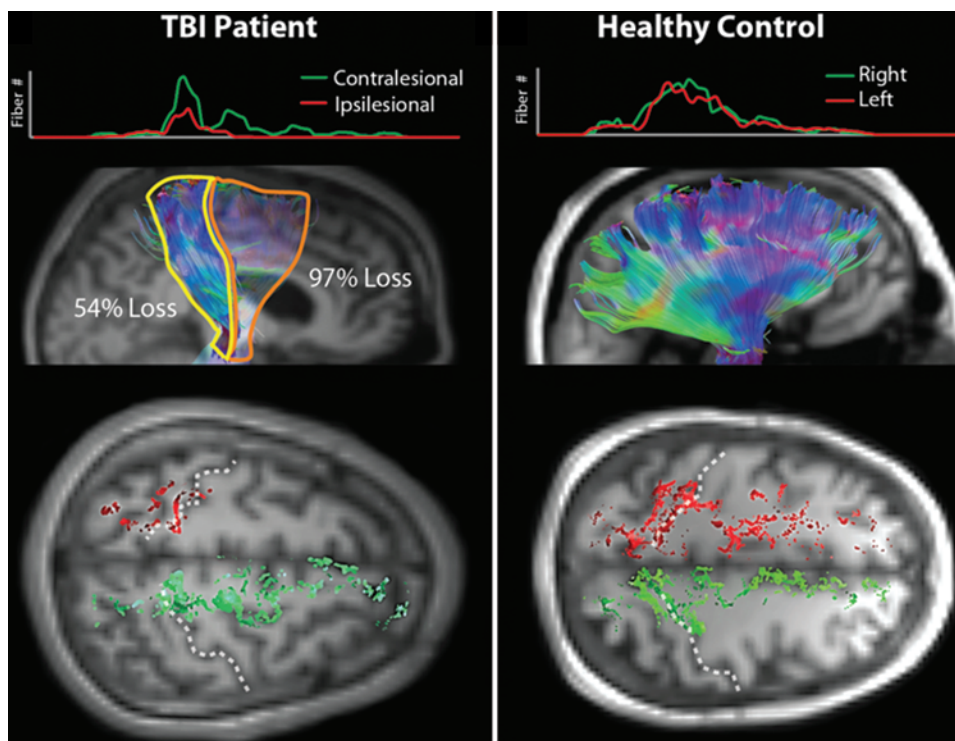 TBI Patient
Healthy Control
Fiber #
Contralesional
Ipsilesional
Fiber #
Right
Left
54% Loss
97% Loss